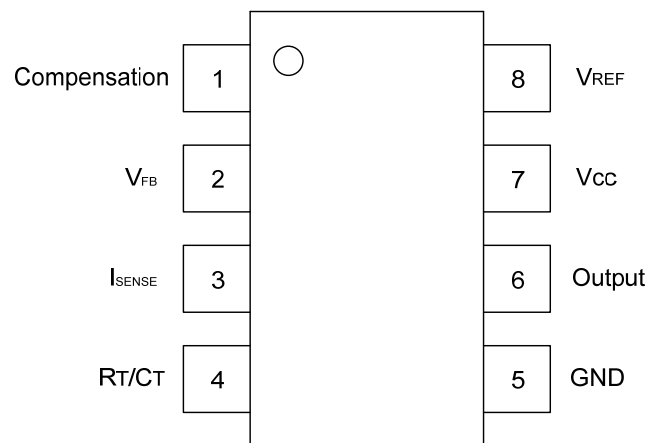 Compensation 1 8 VREF
VFB 2 7 VCC
ISENSE 3 6 Output
RT/CT 4 5 GND